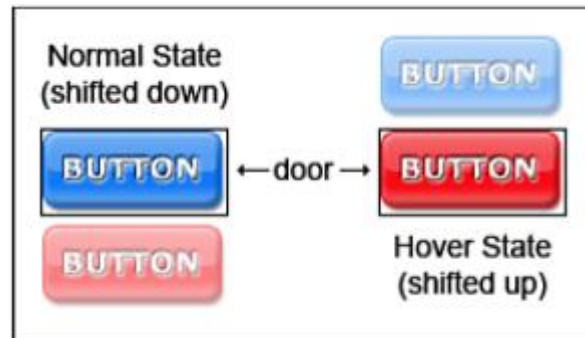 Normal State
(shifted down)
BUTTON
BUTTON
door
BUTTON
BUTTON
Hover State
(shifted up)